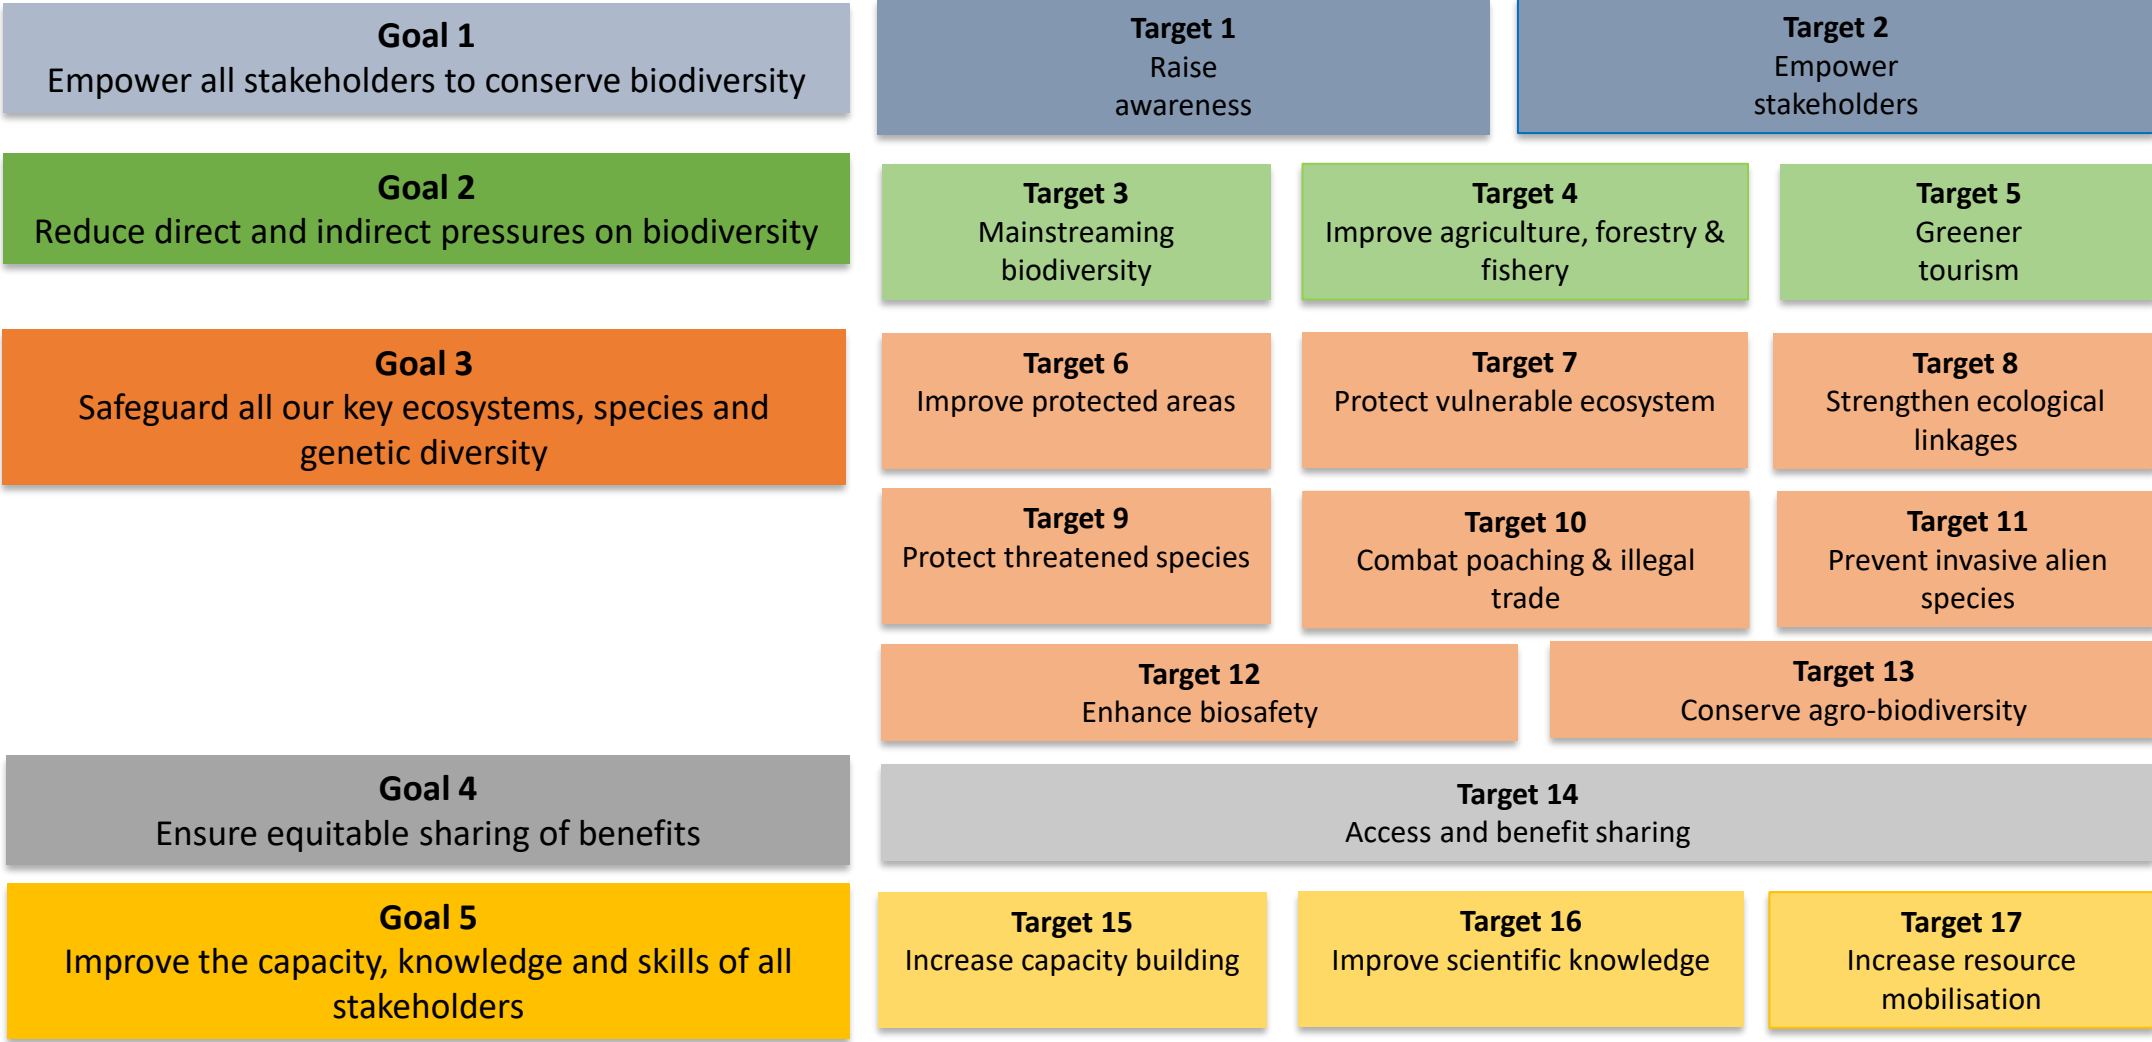 Goal 1
Empower all stakeholders to conserve biodiversity
Target 1
Raise
awareness
Target 2
Empower
stakeholders
Goal 2
Reduce direct and indirect pressures on biodiversity
Target 3
Mainstreaming
biodiversity
Target 4
Improve agriculture, forestry &
fishery
Target 5
Greener
tourism
Goal 3
Safeguard all our key ecosystems, species and
genetic diversity
Target 6
Improve protected areas
Target 7
Protect vulnerable ecosystem
Target 8
Strengthen ecological
linkages
Target 9
Protect threatened species
Target 10
Combat poaching & illegal
trade
Target 11
Prevent invasive alien
species
Target 12
Enhance biosafety
Target 13
Conserve agro-biodiversity
Goal 4
Ensure equitable sharing of benefits
Target 14
Access and benefit sharing
Goal 5
Improve the capacity, knowledge and skills of all
stakeholders
Target 15
Increase capacity building
Target 16
Improve scientific knowledge
Target 17
Increase resource
mobilisation